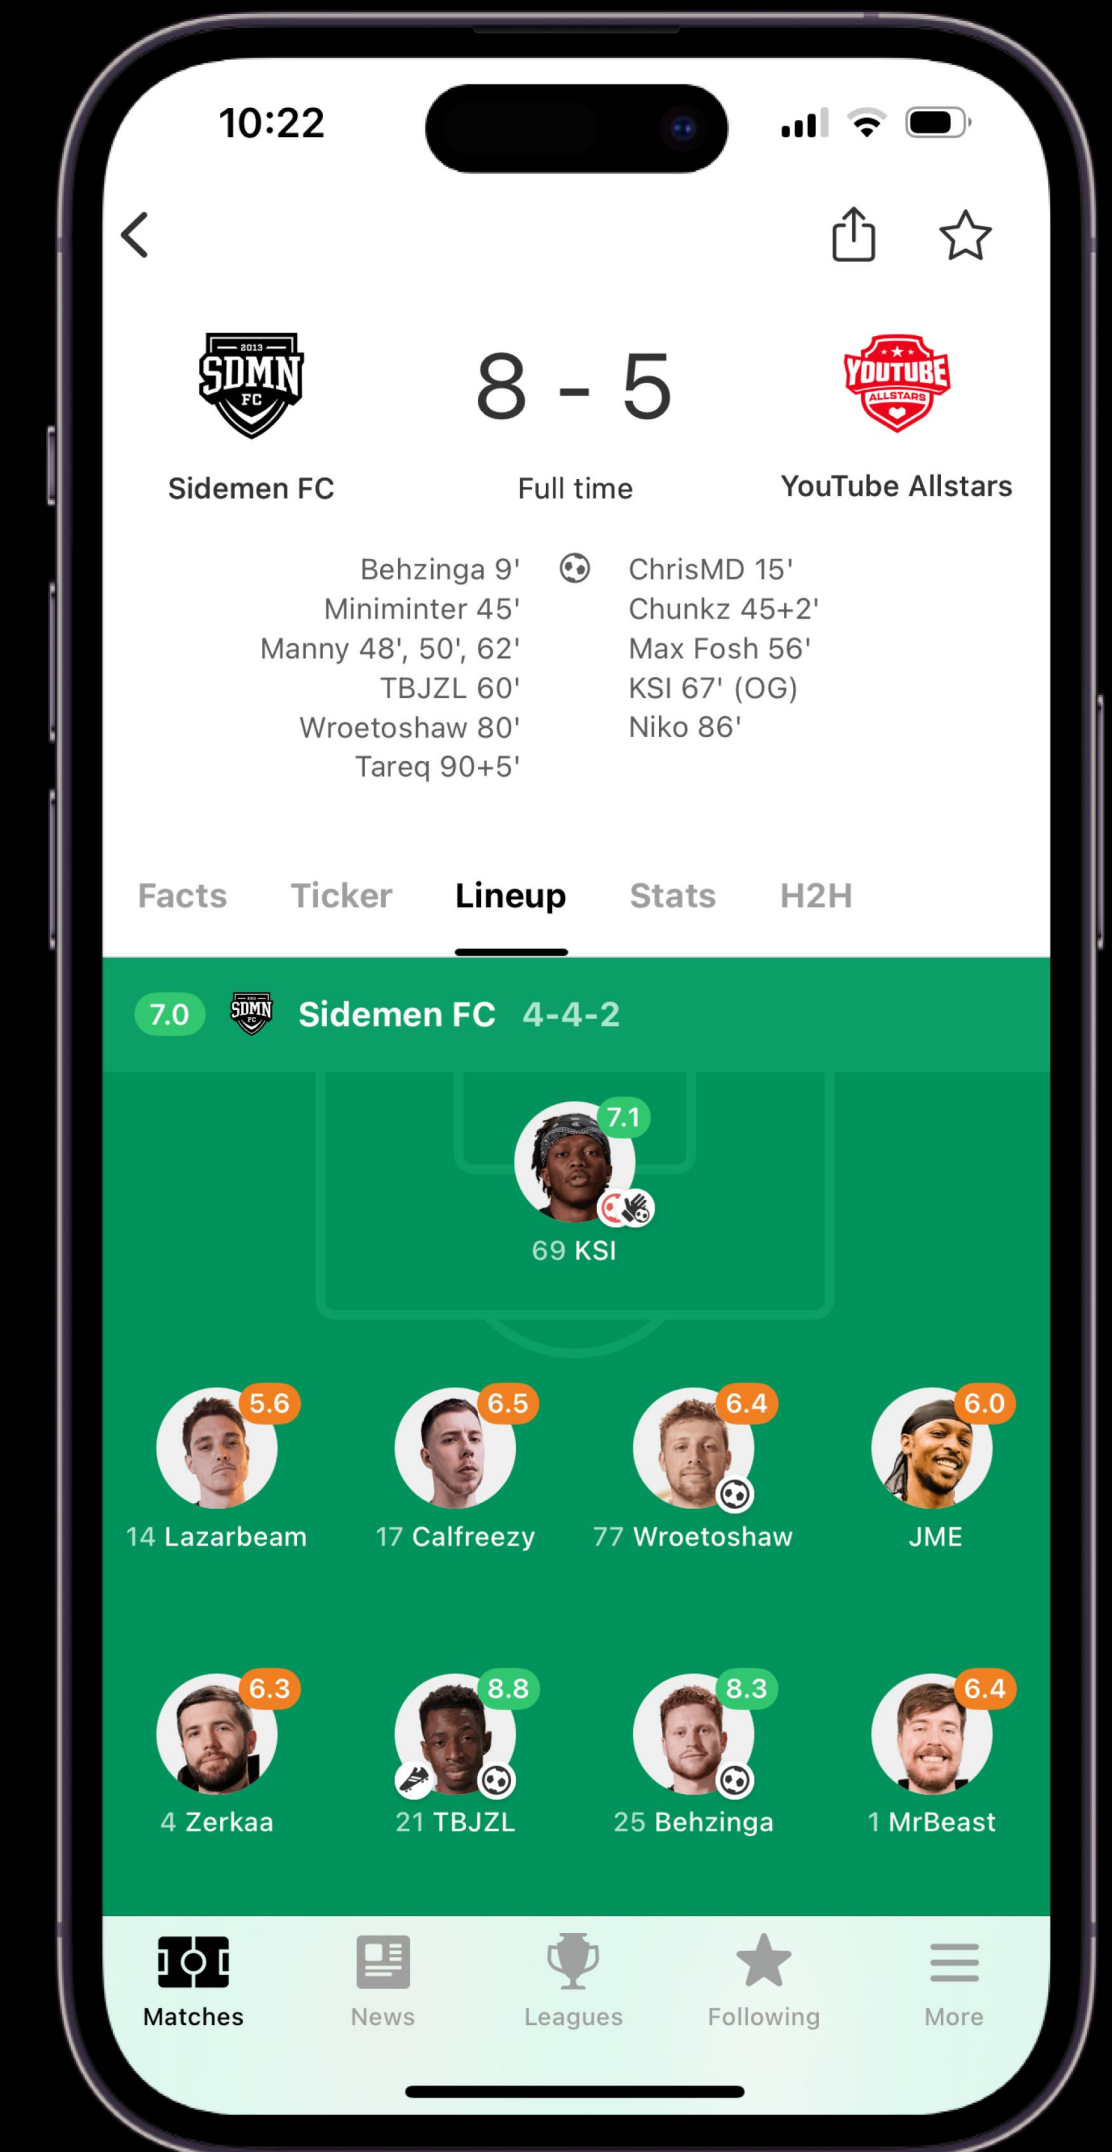 10:22
2013
SDMN
FC
8 - 5
YOUTUBE
ALLSTARS
Sidemen FC
Full time
YouTube Allstars
Behzinga 9'
ChrisMD 15'
Miniminter 45'
Chunkz 45+2'
Manny 48', 50', 62'
Max Fosh 56'
TBJZL 60'
KSI 67' (OG)
Wroetoshaw 80'
Niko 86'
Tareq 90+5'
Facts Ticker Lineup Stats H2H
7.0 SDMN FC Sidemen FC 4-4-2
7.1
69 KSI
5.6 6.5 6.4 6.0
14 Lazarbeam 17 Calfreezy 77 Wroetoshaw JME
6.3 8.8 8.3 6.4
4 Zerkaa 21 TBJZL 25 Behzinga 1 MrBeast
Matches News Leagues Following More